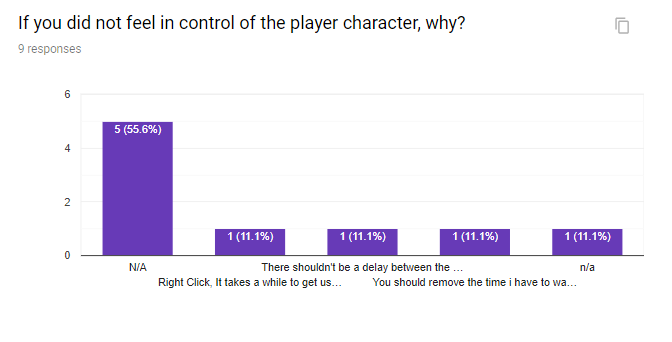 If you did not feel in control of the player character, why?
9 responses
6
4
2
0
5 (55.6%)
1 (11.1%)
1 (11.1%)
1 (11.1%)
1 (11.1%)
N/A
Right Click, It takes a while to get us…
There shouldn't be a delay between the …
You should remove the time i have to wa…
n/a